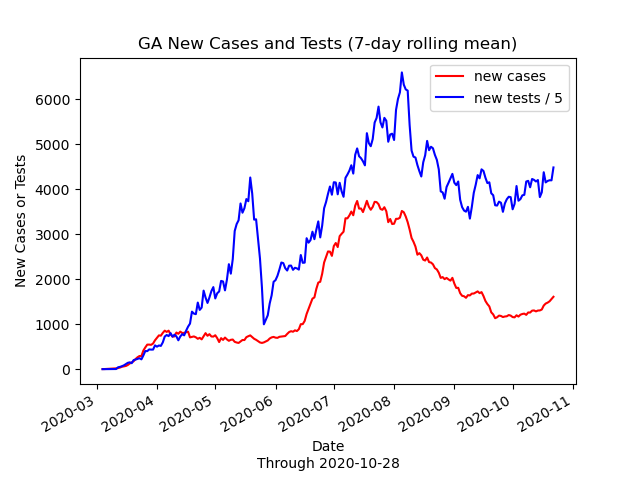 GA New Cases and Tests (7-day rolling mean)
new cases
new tests / 5
New Cases or Tests
6000
5000
4000
3000
2000
1000
0
2020-03
2020-04
2020-05
2020-06
2020-07
2020-08
2020-09
2020-10
2020-11
Date
Through 2020-10-28